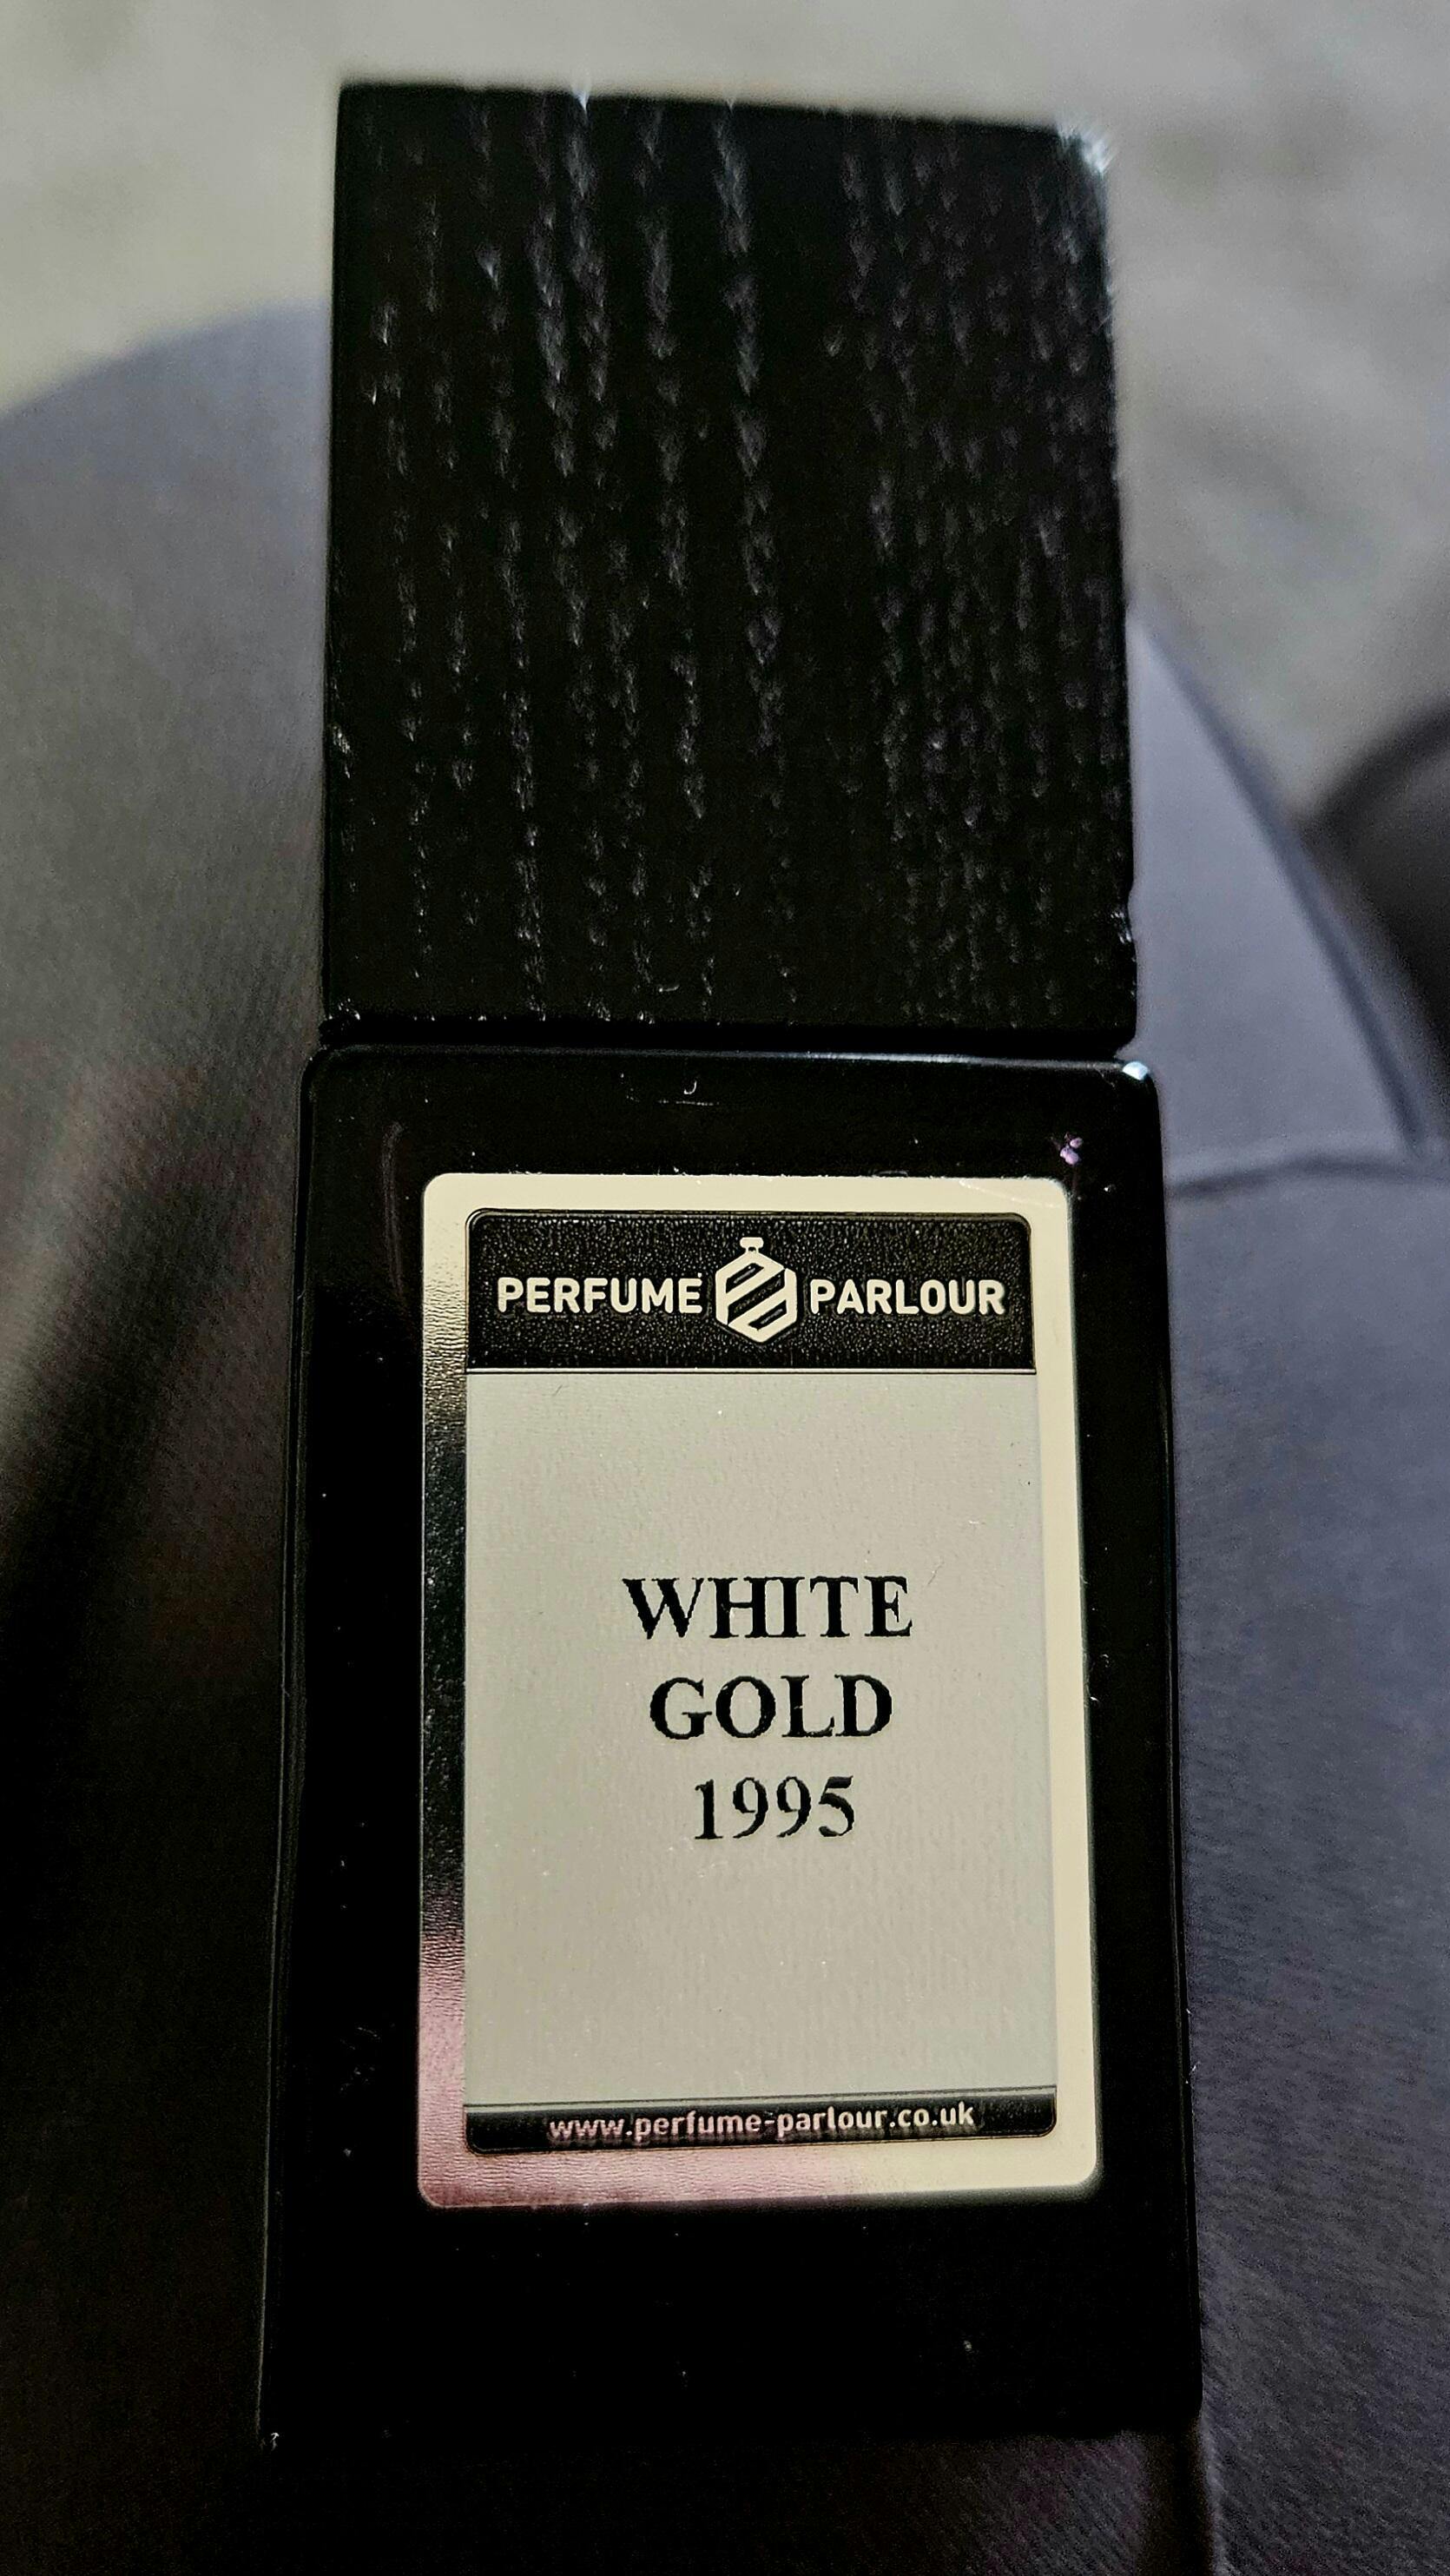 PERFUME PARLOUR
WHITE
GOLD
1995
www.perfume-parlour.co.uk